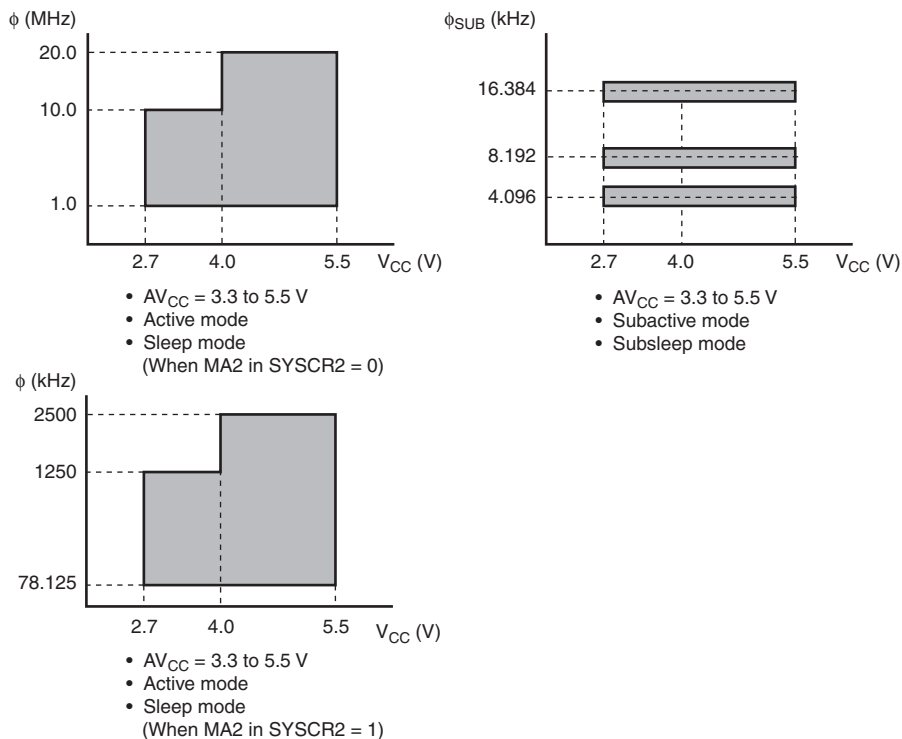 ϕ (MHz)
20.0
10.0
1.0
2.7 4.0 5.5 VCC (V)
• AVCC = 3.3 to 5.5 V
• Active mode
• Sleep mode
(When MA2 in SYSCR2 = 0)
ϕSUB (kHz)
16.384
8.192
4.096
2.7 4.0 5.5 VCC (V)
• AVCC = 3.3 to 5.5 V
• Subactive mode
• Subsleep mode
ϕ (kHz)
2500
1250
78.125
2.7 4.0 5.5 VCC (V)
• AVCC = 3.3 to 5.5 V
• Active mode
• Sleep mode
(When MA2 in SYSCR2 = 1)